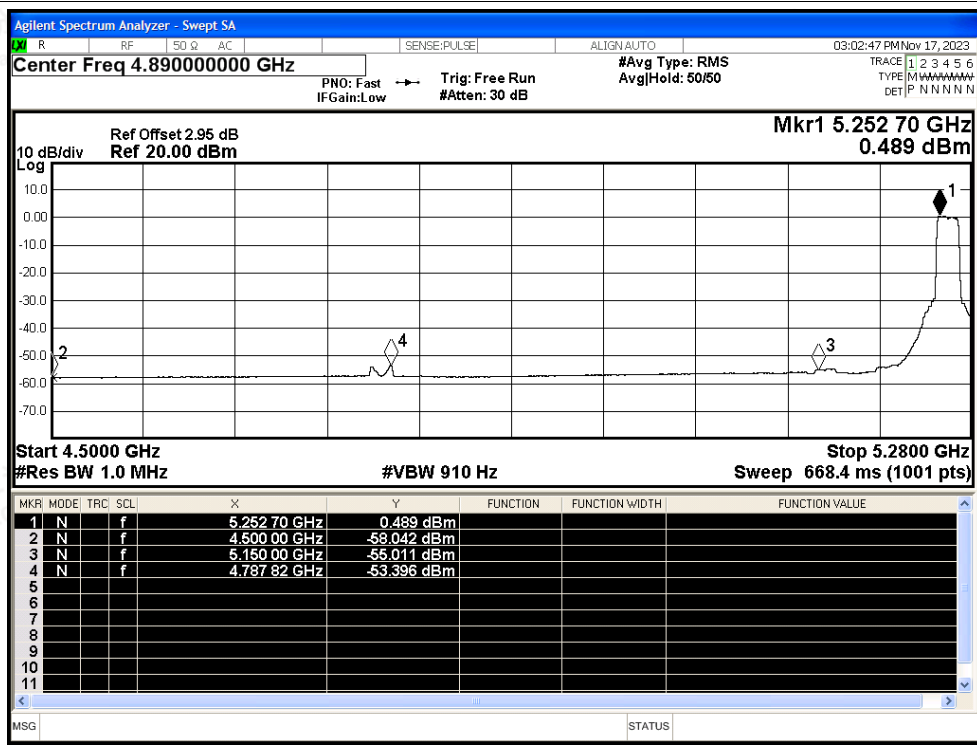 Agilent Spectrum Analyzer - Swept SA
LXI R RF 50 Ω AC SENSE:PULSE ALIGN AUTO 03:02:47 PM Nov 17, 2023
Center Freq 4.890000000 GHz
PNO: Fast
IFGain:Low
Trig: Free Run
#Atten: 30 dB
#Avg Type: RMS
Avg|Hold: 50/50
TRACE 1 2 3 4 5 6
TYPE M W W W W W
DET P N N N N N
Mkr1 5.252 70 GHz
0.489 dBm
Ref Offset 2.95 dB
10 dB/div Ref 20.00 dBm
Log
10.0
0.00
-10.0
-20.0
-30.0
-40.0
-50.0
-60.0
-70.0
1
2
3
4
Start 4.5000 GHz Stop 5.2800 GHz
#Res BW 1.0 MHz #VBW 910 Hz Sweep 668.4 ms (1001 pts)
MKR MODE TRC SCL X Y FUNCTION FUNCTION WIDTH FUNCTION VALUE
1 N f 5.252 70 GHz 0.489 dBm
2 N f 4.500 00 GHz -58.042 dBm
3 N f 5.150 00 GHz -55.011 dBm
4 N f 4.787 82 GHz -53.396 dBm
5
6
7
8
9
10
11
MSG STATUS